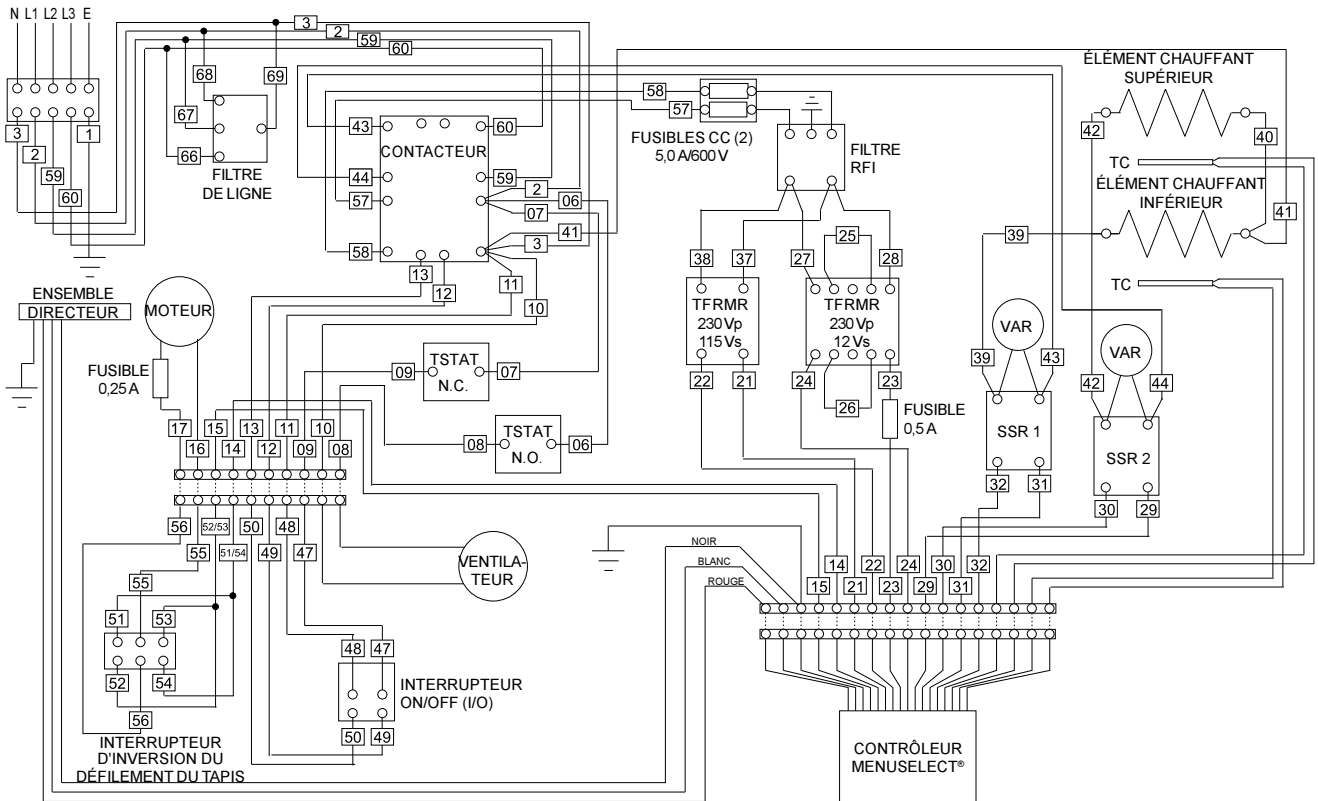 N L1 L2 L3 E
3
2
59
60
68
69
67
66
3
2
59
60
1
FILTRE
DE LIGNE
43
44
57
58
CONTACTEUR
60
59
2
06
07
41
3
13
12
11
10
58
57
FUSIBLES CC (2)
5,0 A/600 V
FILTRE
RFI
ÉLÉMENT CHAUFFANT
SUPÉRIEUR
42
40
TC
ÉLÉMENT CHAUFFANT
INFÉRIEUR
41
39
TC
ENSEMBLE
DIRECTEUR
MOTEUR
FUSIBLE
0,25 A
38
37
27
25
28
TFRMR
230 Vp
115 Vs
TFRMR
230 Vp
12 Vs
22
21
24
26
23
FUSIBLE
0,5 A
VAR
39
43
VAR
42
44
SSR 1
SSR 2
32
31
30
29
09
TSTAT
N.C.
07
08
TSTAT
N.O.
06
17
16
15
14
13
12
11
10
09
08
56
55
52/53
51/54
50
49
48
47
VENTILA-
TEUR
NOIR
BLANC
ROUGE
15
14
21
22
23
24
29
30
31
32
55
51
53
52
54
56
48
47
50
49
INTERRUPTEUR
ON/OFF (I/O)
INTERRUPTEUR
D'INVERSION DU
DÉFILEMENT DU TAPIS
CONTRÔLEUR
MENUSELECT®